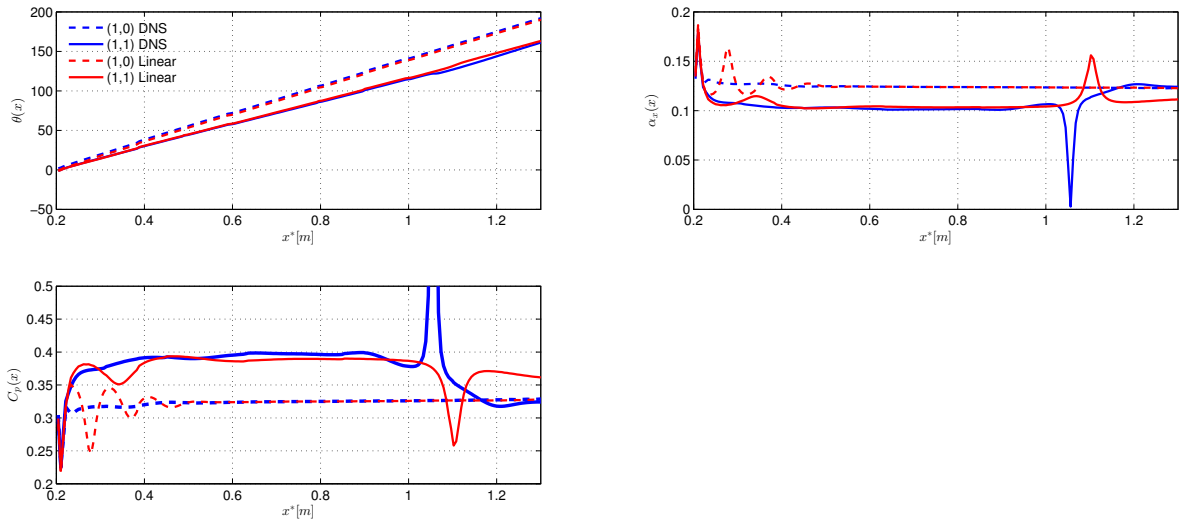 200
150
100
50
0
−50
θ(x)
(1,0) DNS
(1,1) DNS
(1,0) Linear
(1,1) Linear
0.2 0.4 0.6 0.8 1 1.2
x*[m]
0.2
0.15
0.1
0.05
0
αₓ(x)
0.2 0.4 0.6 0.8 1 1.2
x*[m]
0.5
0.45
0.4
0.35
0.3
0.25
0.2
Cₚ(x)
0.2 0.4 0.6 0.8 1 1.2
x*[m]